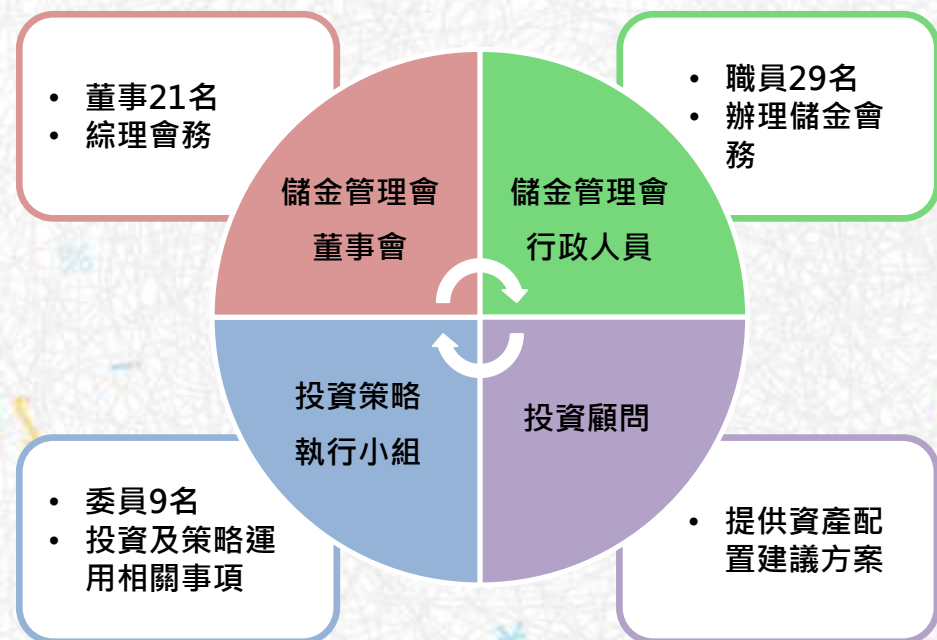 • 董事21名
• 綜理會務
• 職員29名
• 辦理儲金會
務
儲金管理會
董事會
儲金管理會
行政人員
投資策略
執行小組
投資顧問
• 委員9名
• 投資及策略運
用相關事項
• 提供資產配
置建議方案